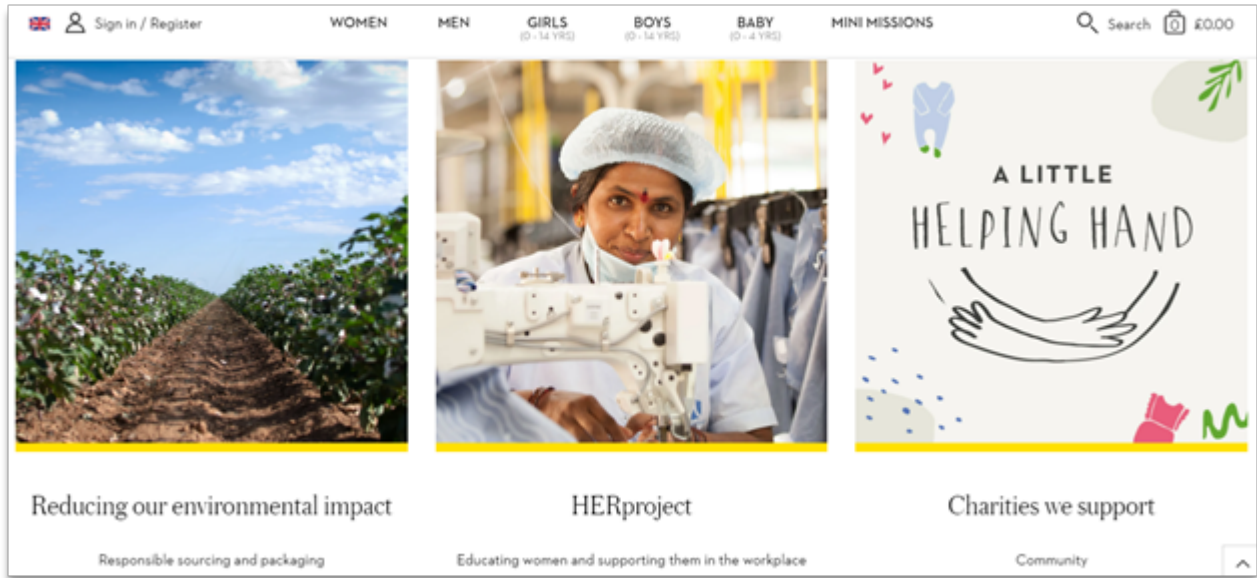 Sign in / Register
WOMEN
MEN
GIRLS
(0 - 14 YRS)
BOYS
(0 - 14 YRS)
BABY
(0 - 4 YRS)
MINI MISSIONS
Search
0
£0.00
A LITTLE
HELPING HAND
Reducing our environmental impact
HERproject
Charities we support
Responsible sourcing and packaging
Educating women and supporting them in the workplace
Community